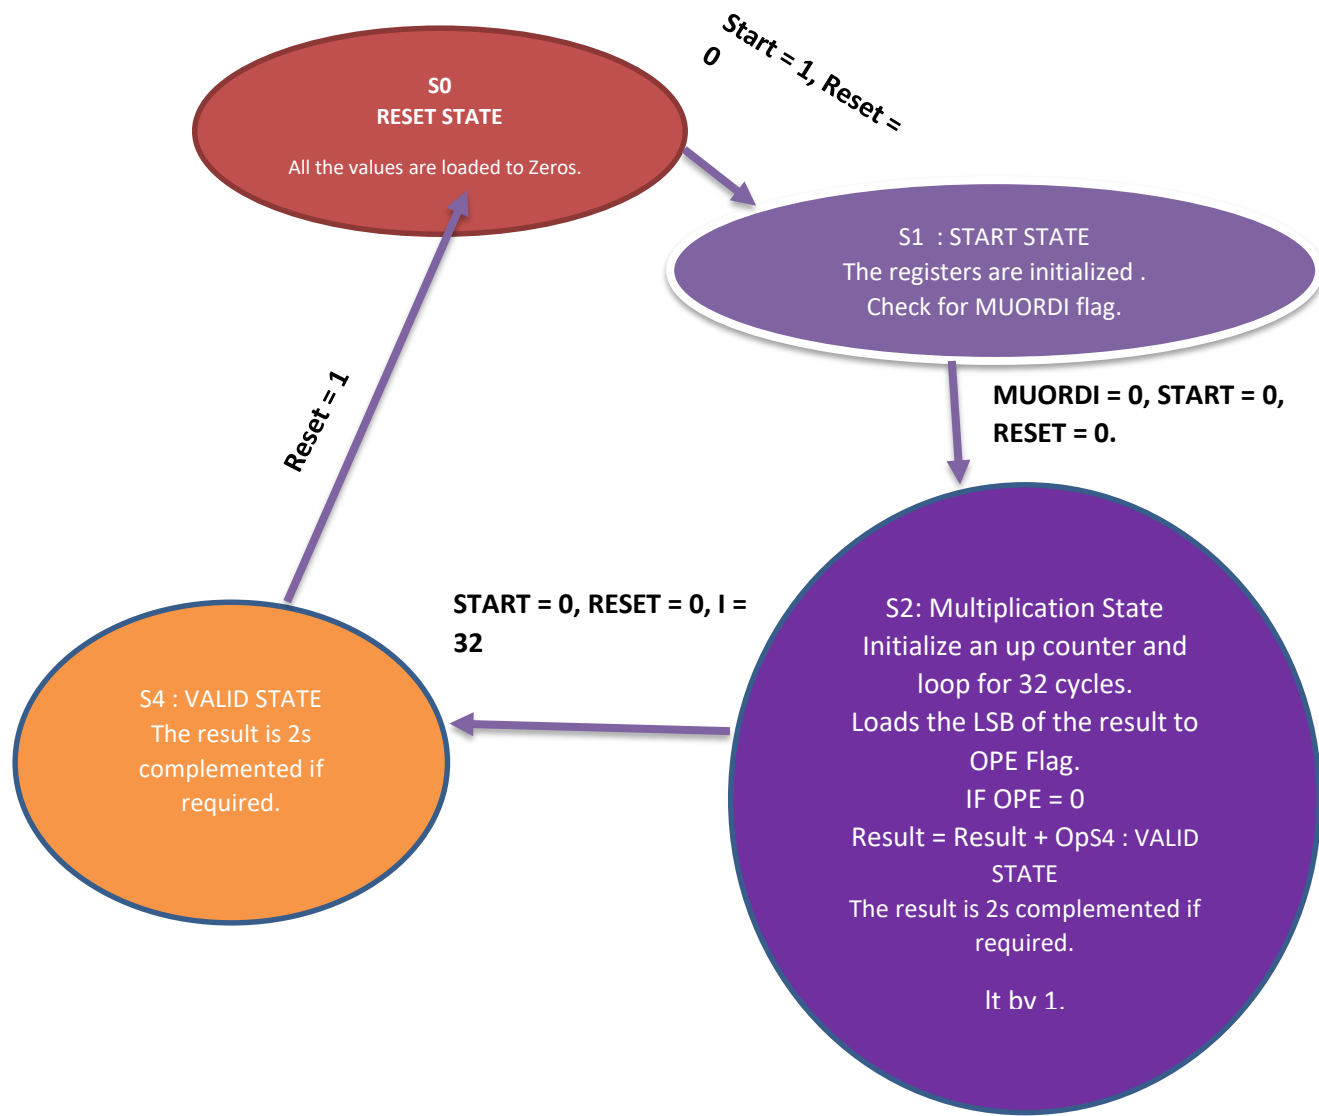 S0
RESET STATE
All the values are loaded to Zeros.
Start = 1, Reset =
0
S1 : START STATE
The registers are initialized .
Check for MUORDI flag.
MUORDI = 0, START = 0,
RESET = 0.
Reset = 1
START = 0, RESET = 0, I =
32
S2: Multiplication State
Initialize an up counter and
loop for 32 cycles.
Loads the LSB of the result to
OPE Flag.
IF OPE = 0
Result = Result + OpS4 : VALID
STATE
The result is 2s complemented if
required.
lt by 1.
S4 : VALID STATE
The result is 2s
complemented if
required.